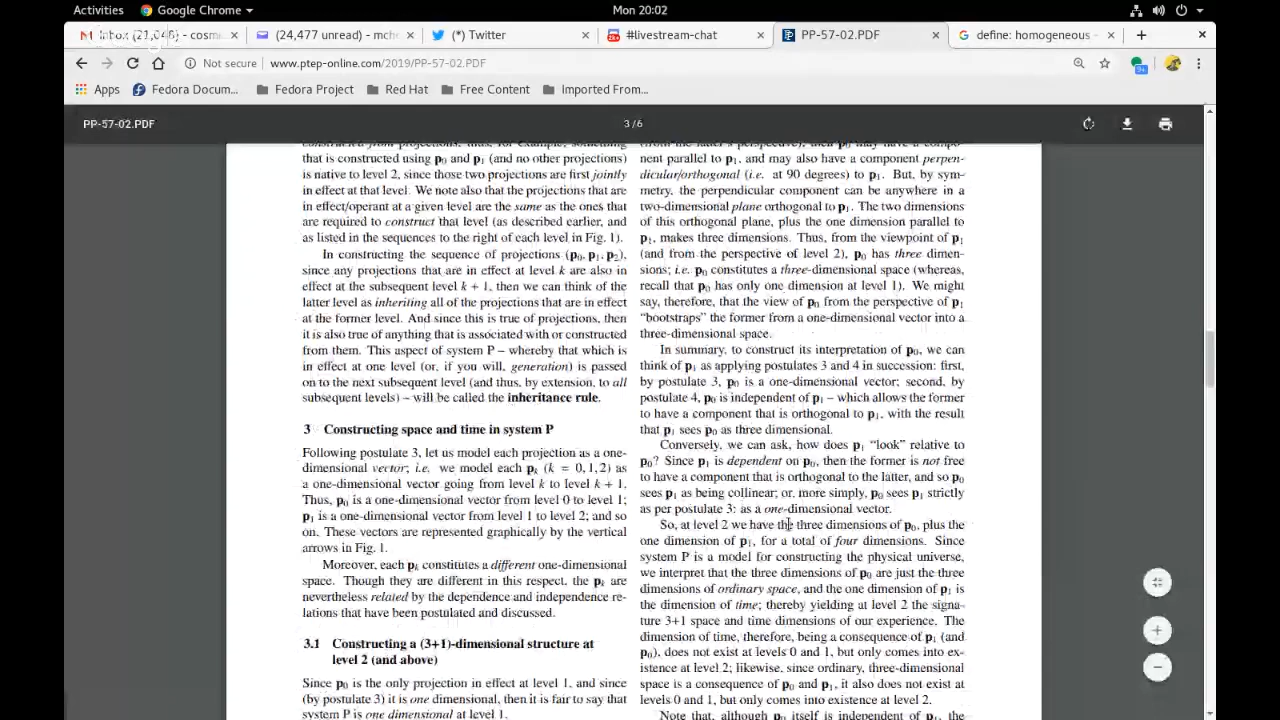 Activities
Google Chrome
Mon 20:02
(24,477 unread) - mch
(*) Twitter
#livestream-chat
PP-57-02.PDF
define: homogeneous -
Not secure
www.ptep-online.com/2019/PP-57-02.PDF
9+
Apps
Fedora Docum...
Fedora Project
Red Hat
Free Content
Imported From...
PP-57-02.PDF
3 / 6
that is constructed using p0 and p1 (and no other projections)
is native to level 2, since those two projections are first jointly
in effect at that level. We note also that the projections that are
in effect/operant at a given level are the same as the ones that
are required to construct that level (as described earlier, and
as listed in the sequences to the right of each level in Fig. 1).
In constructing the sequence of projections (p0, p1, p2),
since any projections that are in effect at level k are also in
effect at the subsequent level k + 1, then we can think of the
latter level as inheriting all of the projections that are in effect
at the former level. And since this is true of projections, then
it is also true of anything that is associated with or constructed
from them. This aspect of system P – whereby that which is
in effect at one level (or, if you will, generation) is passed
on to the next subsequent level (and thus, by extension, to all
subsequent levels) – will be called the inheritance rule.
3 Constructing space and time in system P
Following postulate 3, let us model each projection as a one-
dimensional vector; i.e. we model each pk (k = 0, 1, 2) as
a one-dimensional vector going from level k to level k + 1.
Thus, p0 is a one-dimensional vector from level 0 to level 1;
p1 is a one-dimensional vector from level 1 to level 2; and so
on. These vectors are represented graphically by the vertical
arrows in Fig. 1.
Moreover, each pk constitutes a different one-dimensional
space. Though they are different in this respect, the pk are
nevertheless related by the dependence and independence re-
lations that have been postulated and discussed.
3.1 Constructing a (3+1)-dimensional structure at
level 2 (and above)
Since p0 is the only projection in effect at level 1, and since
(by postulate 3) it is one dimensional, then it is fair to say that
system P is one dimensional at level 1.
nent parallel to p1, and may also have a component perpen-
dicular/orthogonal (i.e. at 90 degrees) to p1. But, by sym-
metry, the perpendicular component can be anywhere in a
two-dimensional plane orthogonal to p1. The two dimensions
of this orthogonal plane, plus the one dimension parallel to
p1, makes three dimensions. Thus, from the viewpoint of p1
(and from the perspective of level 2), p0 has three dimen-
sions; i.e. p0 constitutes a three-dimensional space (whereas,
recall that p0 has only one dimension at level 1). We might
say, therefore, that the view of p0 from the perspective of p1
“bootstraps” the former from a one-dimensional vector into a
three-dimensional space.
In summary, to construct its interpretation of p0, we can
think of p1 as applying postulates 3 and 4 in succession: first,
by postulate 3, p0 is a one-dimensional vector; second, by
postulate 4, p0 is independent of p1 – which allows the former
to have a component that is orthogonal to p1, with the result
that p1 sees p0 as three dimensional.
Conversely, we can ask, how does p1 “look” relative to
p0? Since p1 is dependent on p0, then the former is not free
to have a component that is orthogonal to the latter, and so p0
sees p1 as being collinear; or, more simply, p0 sees p1 strictly
as per postulate 3: as a one-dimensional vector.
So, at level 2 we have the three dimensions of p0, plus the
one dimension of p1, for a total of four dimensions. Since
system P is a model for constructing the physical universe,
we interpret that the three dimensions of p0 are just the three
dimensions of ordinary space, and the one dimension of p1 is
the dimension of time; thereby yielding at level 2 the signa-
ture 3+1 space and time dimensions of our experience. The
dimension of time, therefore, being a consequence of p1 (and
p0), does not exist at levels 0 and 1, but only comes into ex-
istence at level 2; likewise, since ordinary, three-dimensional
space is a consequence of p0 and p1, it also does not exist at
levels 0 and 1, but only comes into existence at level 2.
Note that, although p0 itself is independent of p1, the